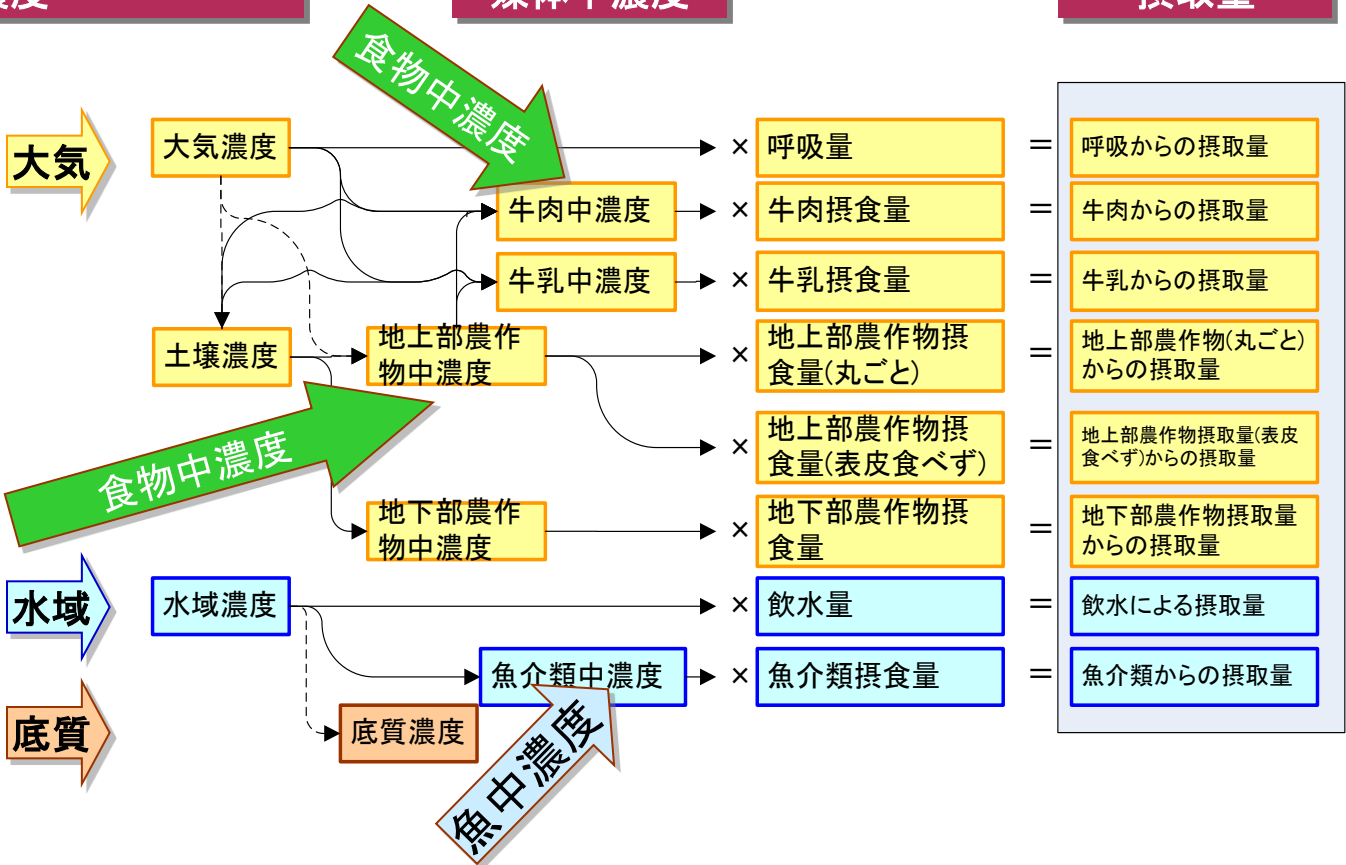 濃度
媒体中濃度
摂取量
食物中濃度
大気
大気濃度
×
呼吸量
=
呼吸からの摂取量
牛肉中濃度
×
牛肉摂食量
=
牛肉からの摂取量
牛乳中濃度
×
牛乳摂食量
=
牛乳からの摂取量
土壌濃度
地上部農作
物中濃度
×
地上部農作物摂
食量(丸ごと)
=
地上部農作物(丸ごと)
からの摂取量
食物中濃度
×
地上部農作物摂
食量(表皮食べず)
=
地上部農作物摂取量(表皮
食べず)からの摂取量
地下部農作
物中濃度
×
地下部農作物摂
食量
=
地下部農作物摂取量
からの摂取量
水域
水域濃度
×
飲水量
=
飲水による摂取量
魚介類中濃度
×
魚介類摂食量
=
魚介類からの摂取量
底質
底質濃度
魚中濃度